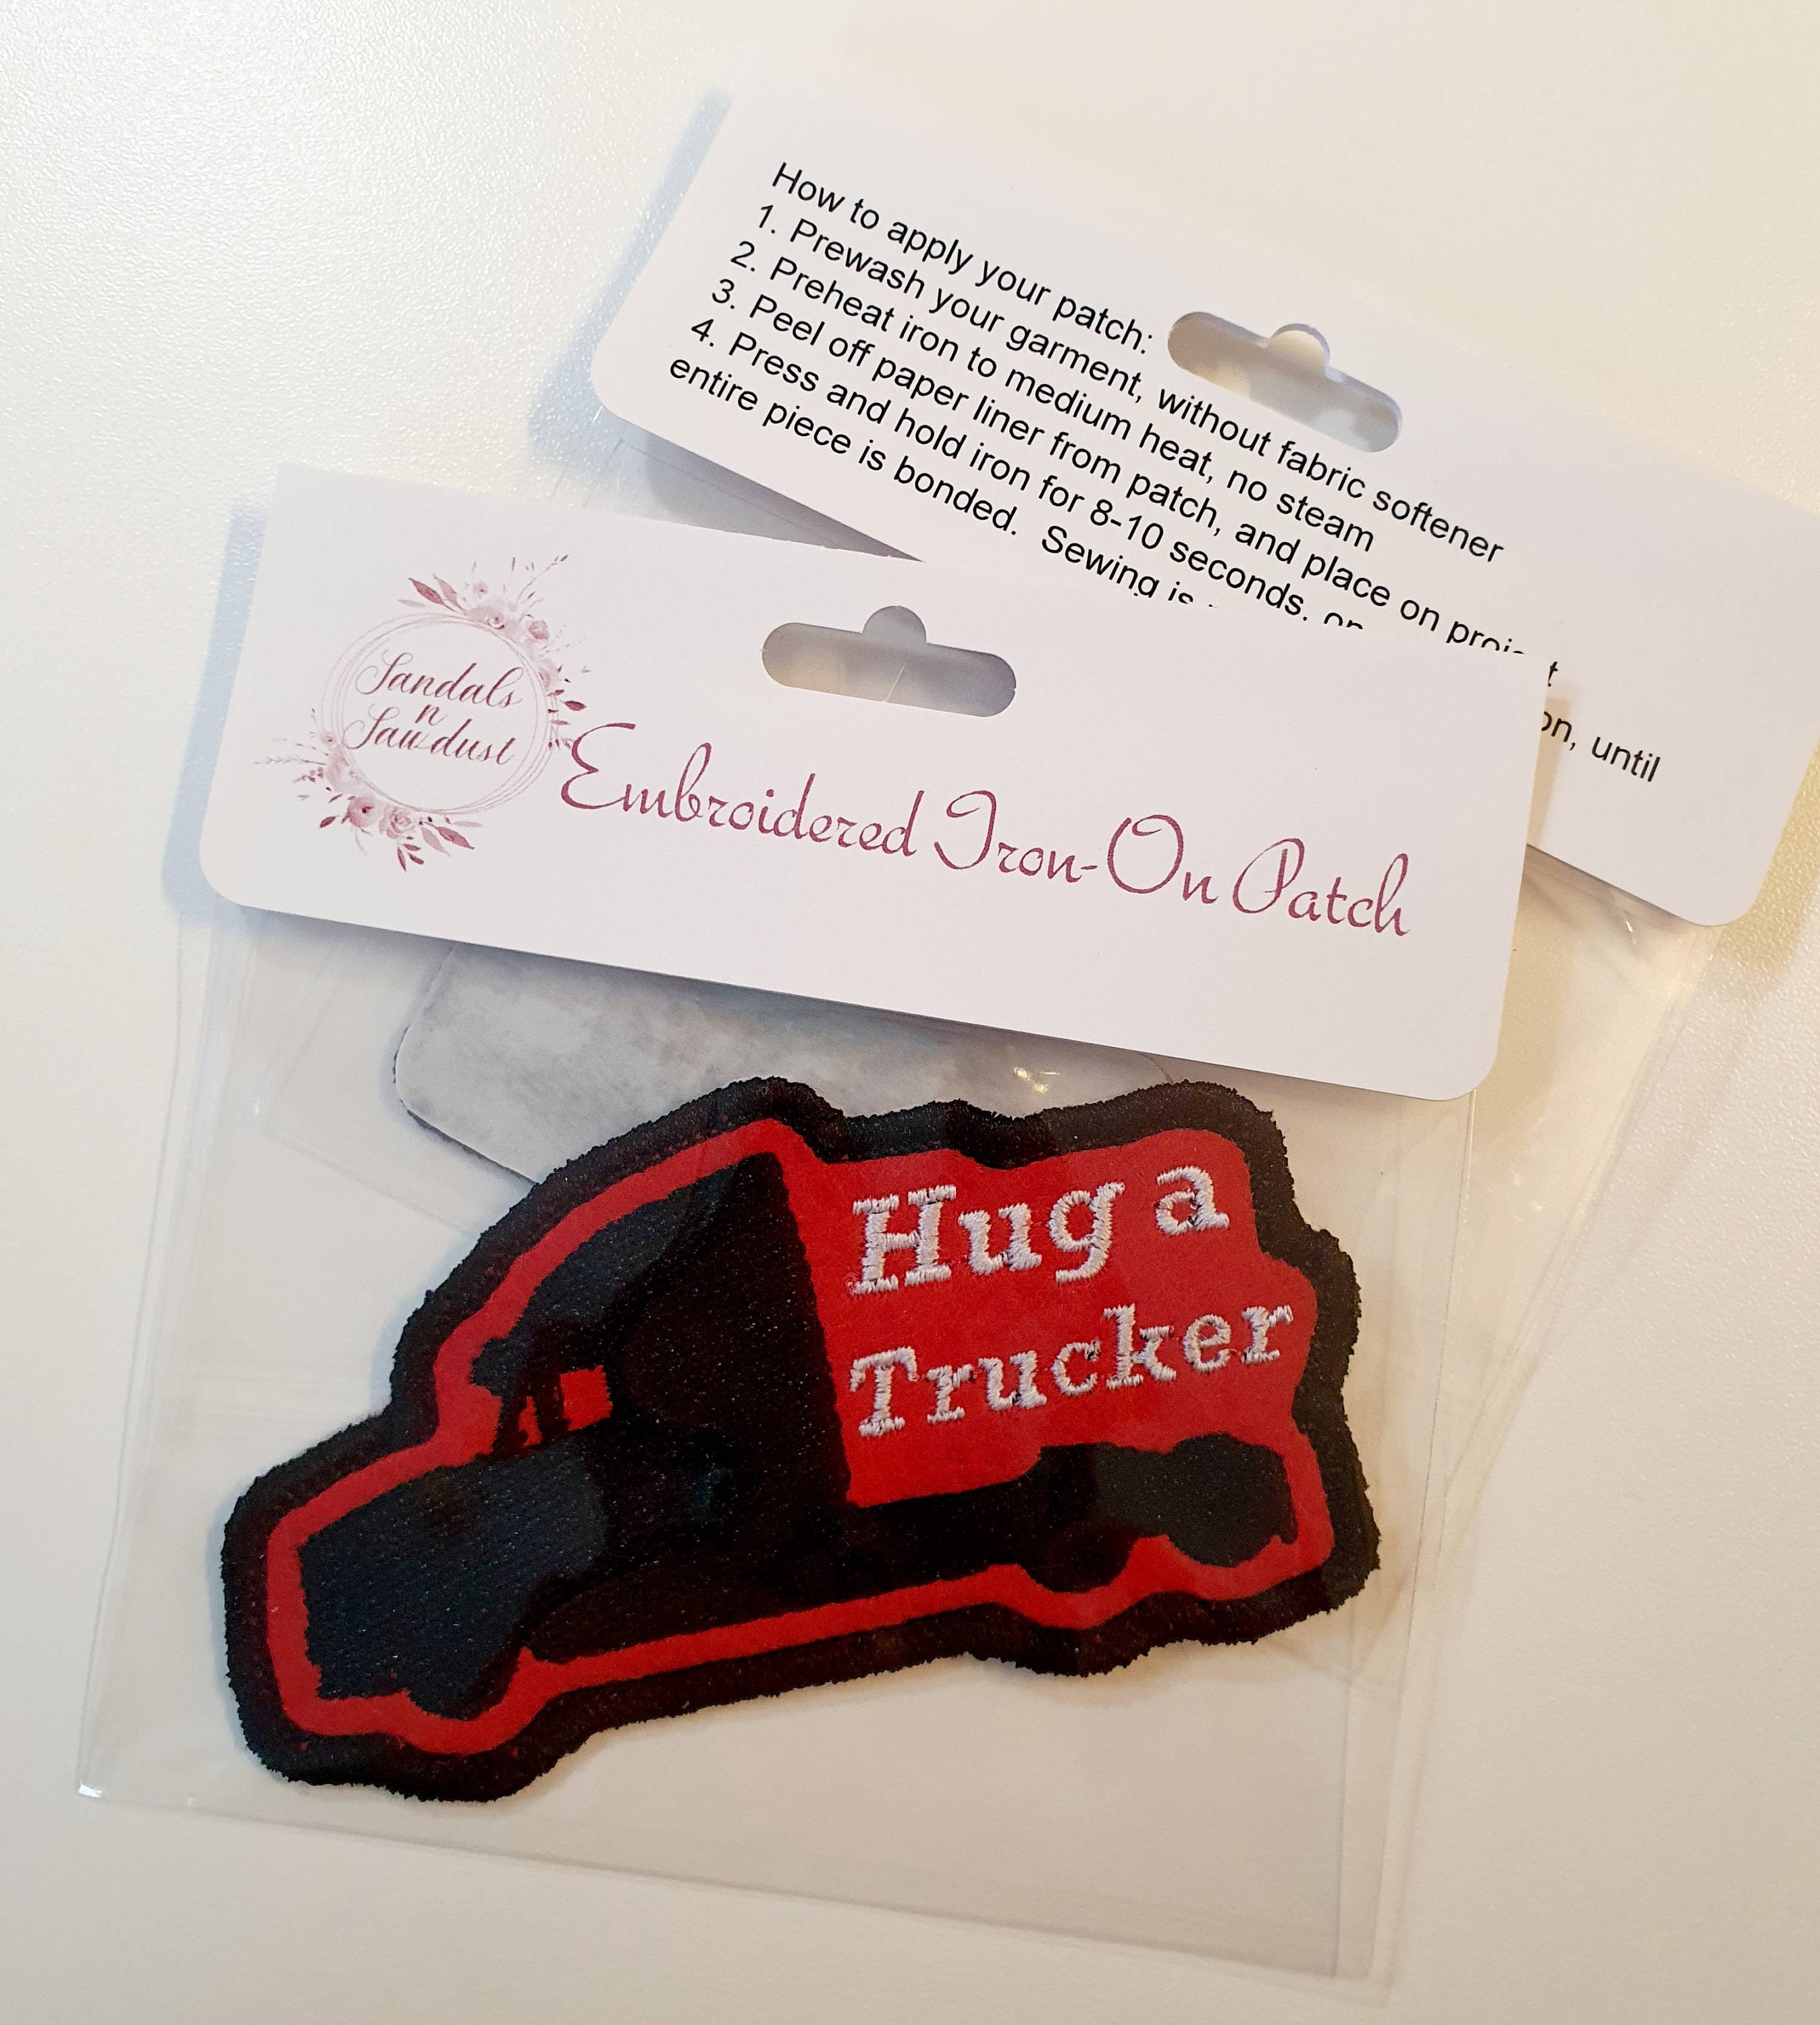 How to apply your patch:
1. Prewash your garment, without fabric softener
2. Preheat iron to medium heat, no steam
3. Peel off paper liner from patch, and place on project
4. Press and hold iron for 8-10 seconds, on, until
entire piece is bonded. Sewing is
Sandals
n
Sawdust
Embroidered Iron-On Patch
Hug a
Trucker